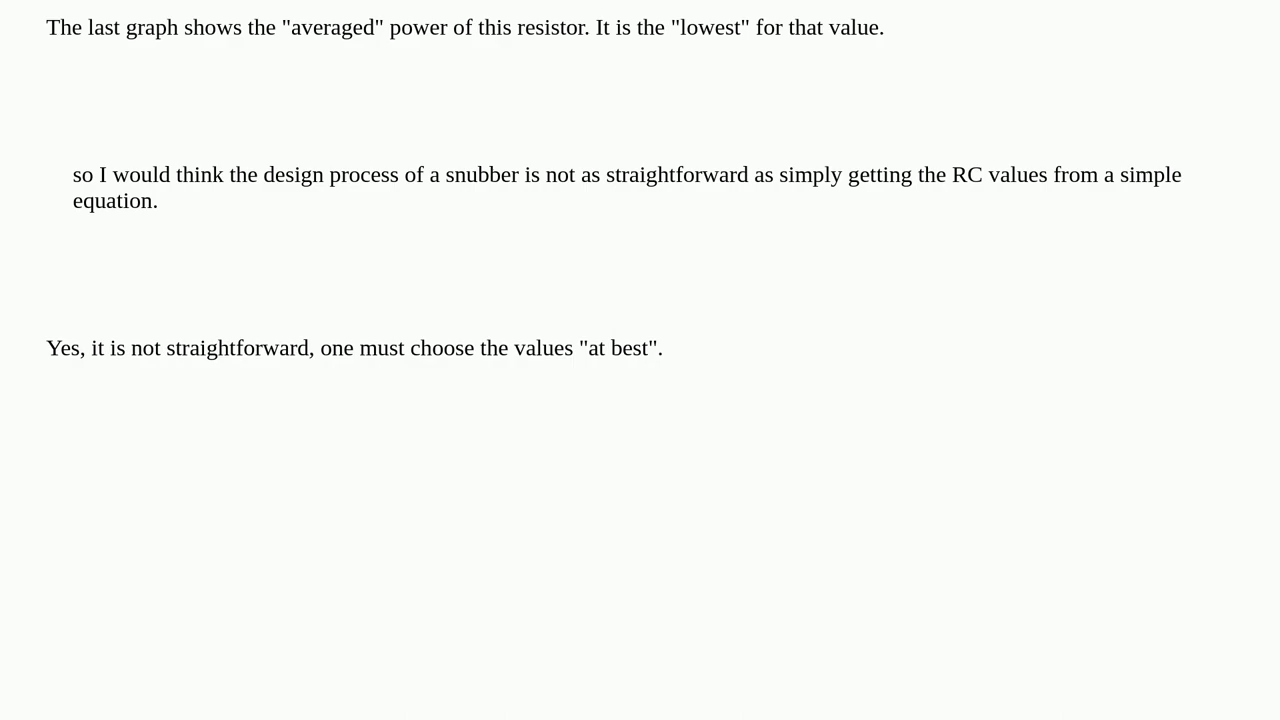 The last graph shows the "averaged" power of this resistor. It is the "lowest" for that value.
so I would think the design process of a snubber is not as straightforward as simply getting the RC values from a simple
equation.
Yes, it is not straightforward, one must choose the values "at best".